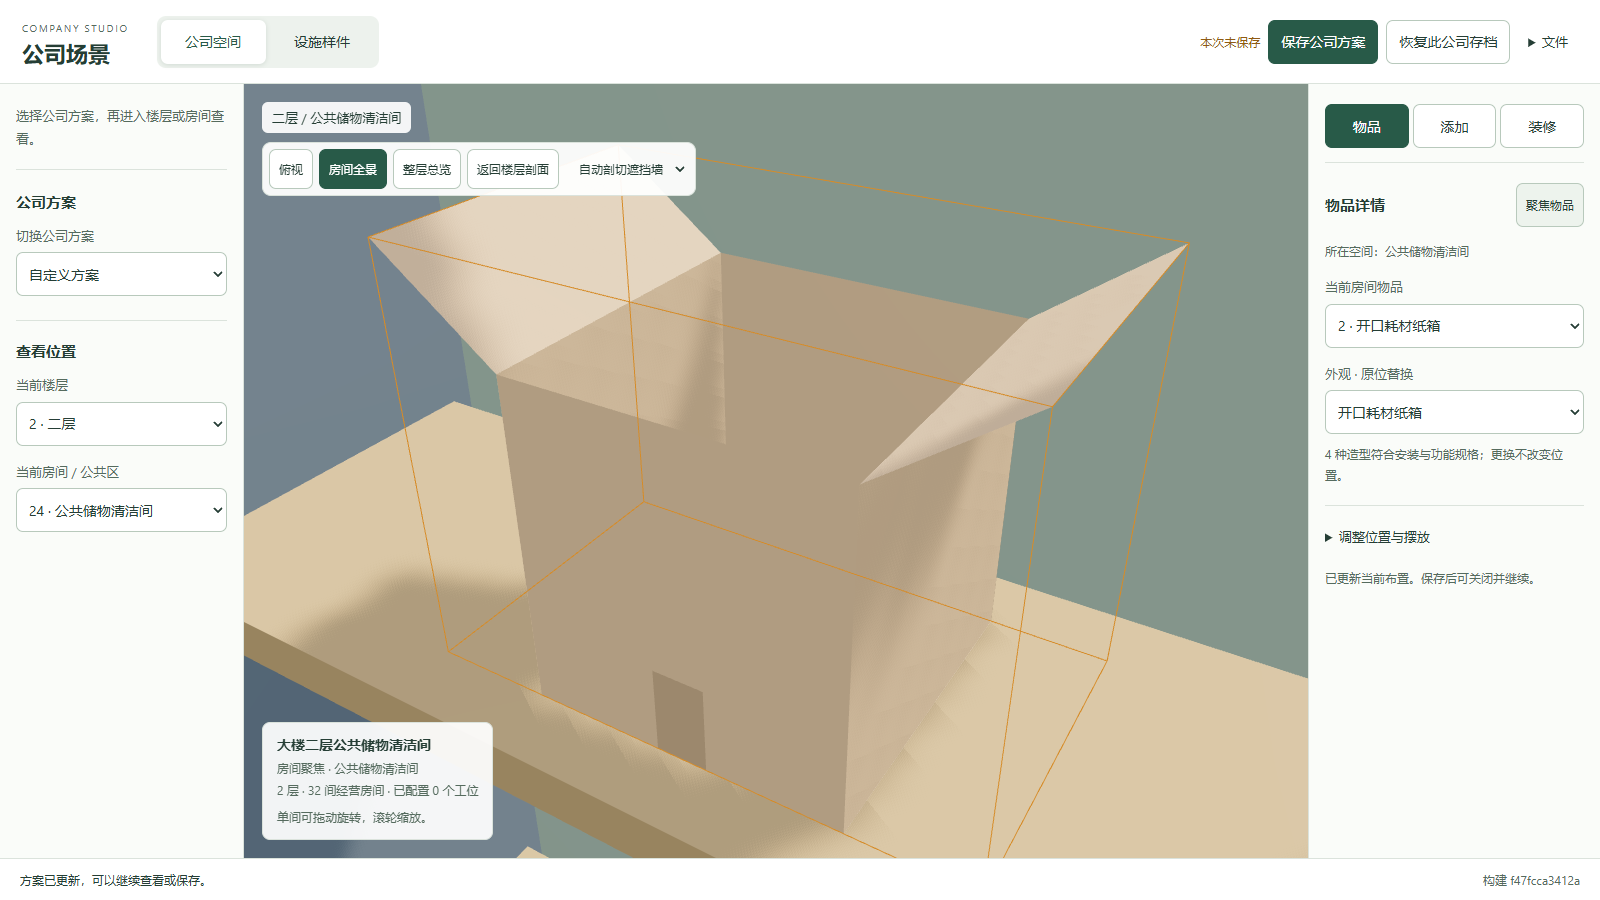 COMPANY STUDIO
公司场景
公司空间
设施样件
本次未保存
保存公司方案
恢复此公司存档
▶ 文件
选择公司方案，再进入楼层或房间查
看。
公司方案
切换公司方案
自定义方案
查看位置
当前楼层
2 · 二层
当前房间 / 公共区
24 · 公共储物清洁间
二层 / 公共储物清洁间
俯视
房间全景
整层总览
返回楼层剖面
自动剖切遮挡墙
大楼二层公共储物清洁间
房间聚焦 · 公共储物清洁间
2 层 · 32 间经营房间 · 已配置 0 个工位
单间可拖动旋转，滚轮缩放。
物品
添加
装修
物品详情
聚焦物品
所在空间：公共储物清洁间
当前房间物品
2 · 开口耗材纸箱
外观 · 原位替换
开口耗材纸箱
4 种造型符合安装与功能规格；更换不改变位
置。
▶ 调整位置与摆放
已更新当前布置。保存后可关闭并继续。
方案已更新，可以继续查看或保存。
构建 f47fcca3412a